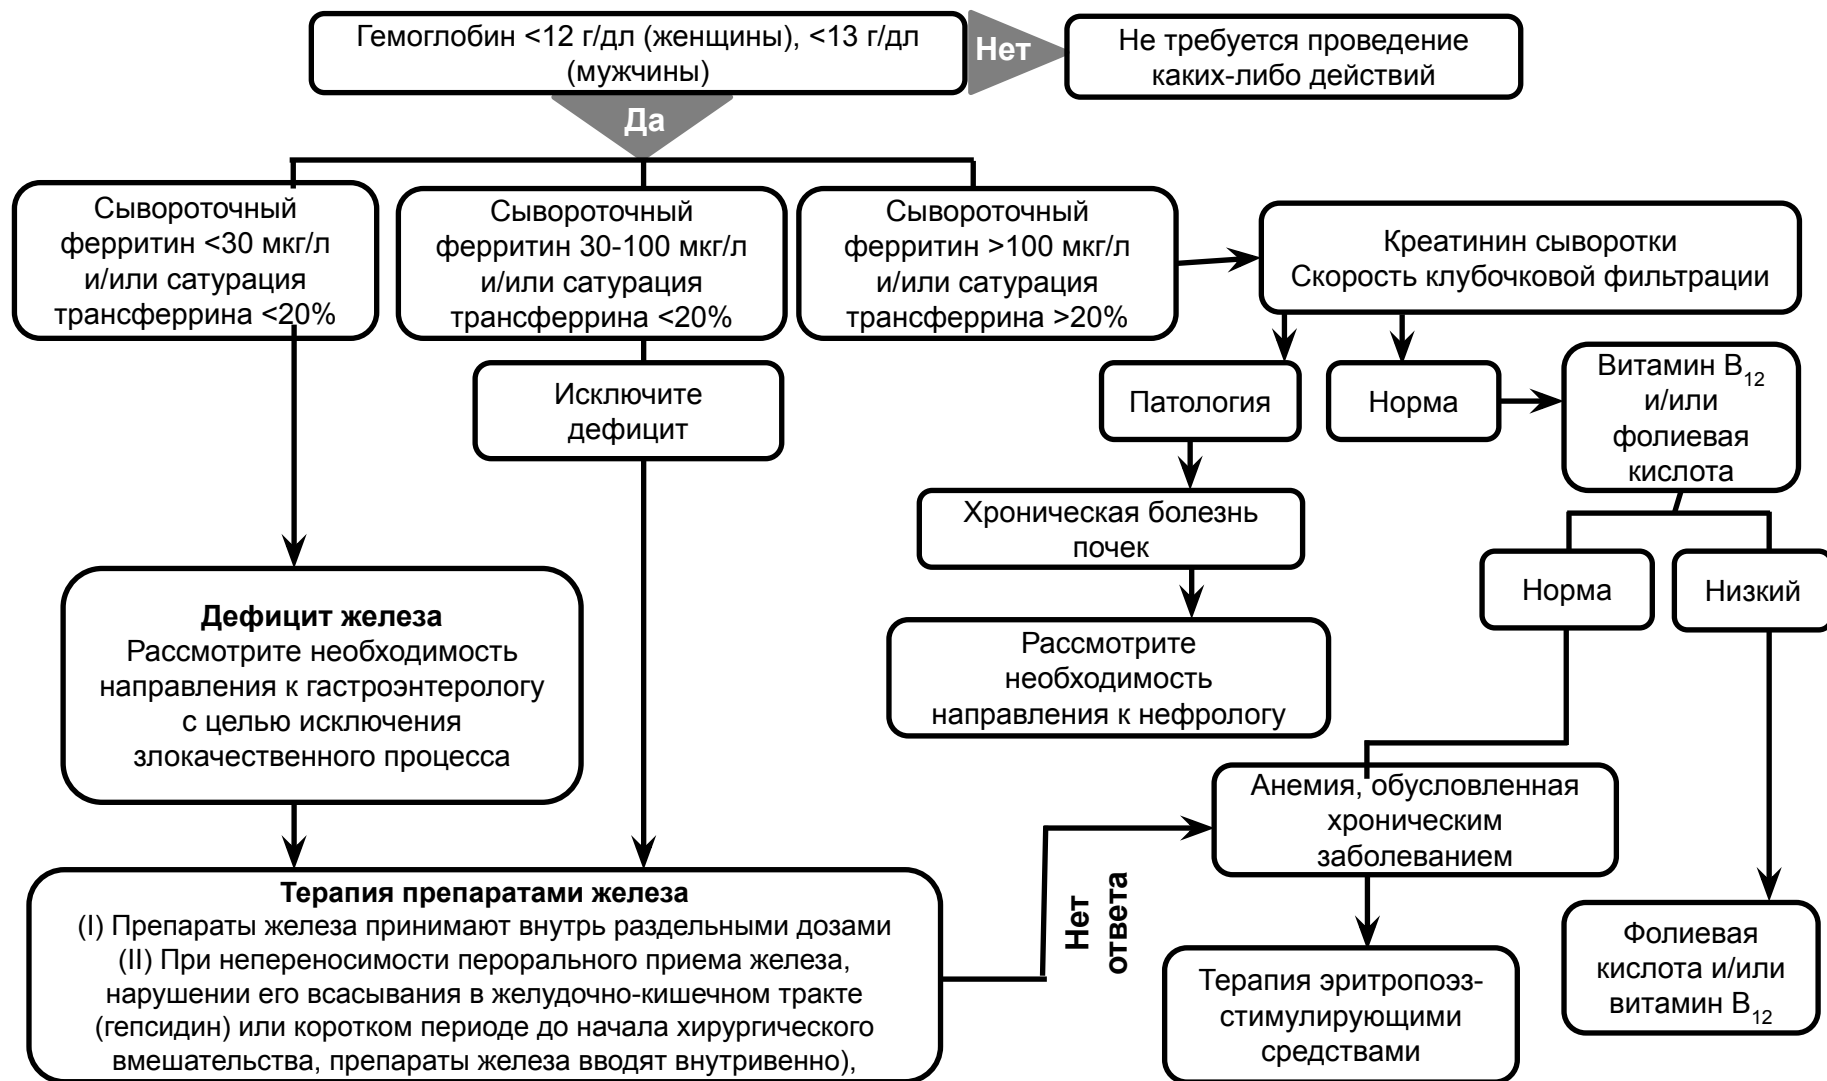 Гемоглобин <12 г/дл (женщины), <13 г/дл
(мужчины)
Нет
Не требуется проведение
каких-либо действий
Да
Сывороточный
ферритин <30 мкг/л
и/или сатурация
трансферрина <20%
Сывороточный
ферритин 30-100 мкг/л
и/или сатурация
трансферрина <20%
Сывороточный
ферритин >100 мкг/л
и/или сатурация
трансферрина >20%
Креатинин сыворотки
Скорость клубочковой фильтрации
Исключите
дефицит
Патология
Норма
Витамин B12
и/или
фолиевая
кислота
Хроническая болезнь
почек
Норма
Низкий
Дефицит железа
Рассмотрите необходимость
направления к гастроэнтерологу
с целью исключения
злокачественного процесса
Рассмотрите
необходимость
направления к нефрологу
Анемия, обусловленная
хроническим
заболеванием
Терапия препаратами железа
(I) Препараты железа принимают внутрь раздельными дозами
(II) При непереносимости перорального приема железа,
нарушении его всасывания в желудочно-кишечном тракте
(гепсидин) или коротком периоде до начала хирургического
вмешательства, препараты железа вводят внутривенно),
Нет
ответа
Терапия эритропоэз-
стимулирующими
средствами
Фолиевая
кислота и/или
витамин B12